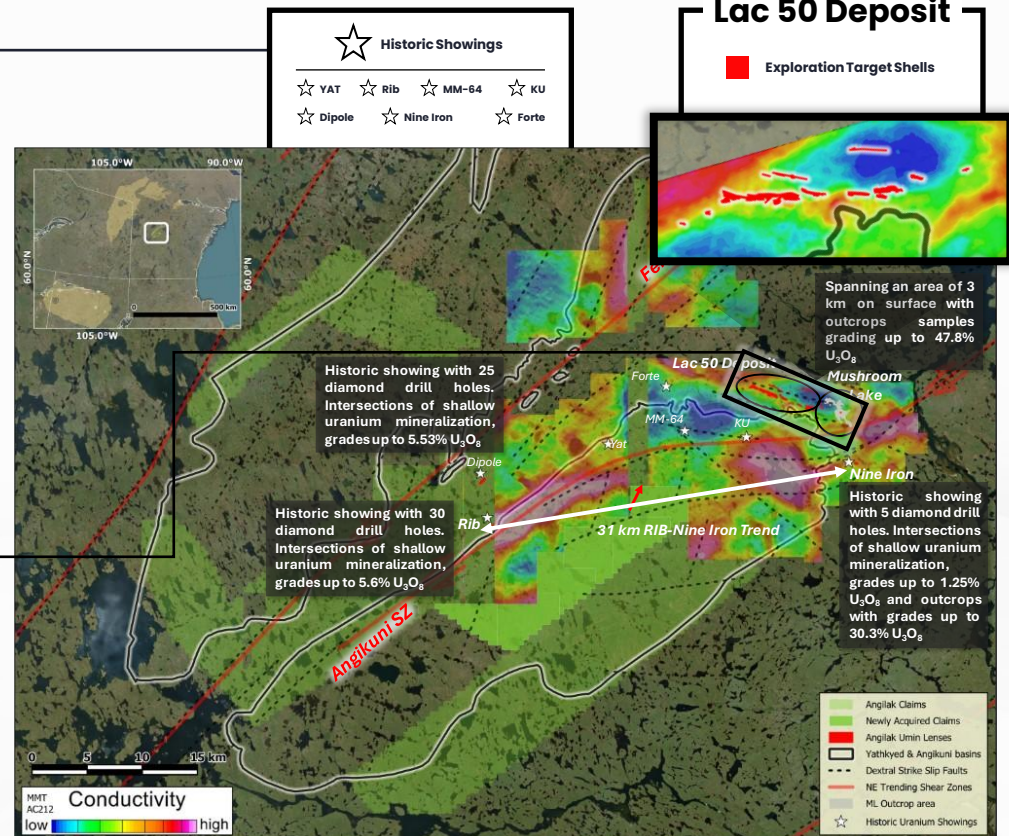 Lac 50 Deposit
Historic Showings
Exploration Target Shells
YAT Rib MM-64 KU
Dipole Nine Iron Forte
105.0°W 90.0°W
60.0°N 60.0°N
0 500 km
105.0°W
Spanning an area of 3
km on surface with
outcrops samples
grading up to 47.8%
U₃O₈
Historic showing with 25
diamond drill holes.
Intersections of shallow
uranium mineralization,
grades up to 5.53% U₃O₈
Lac 50 Deposit
Mushroom
Lake
Forte
MM-64
KU
Yat
Dipole
Nine Iron
Rib
31 km RIB-Nine Iron Trend
Historic showing with 30
diamond drill holes.
Intersections of shallow
uranium mineralization,
grades up to 5.6% U₃O₈
Historic showing
with 5 diamond drill
holes. Intersections
of shallow uranium
mineralization,
grades up to 1.25%
U₃O₈ and outcrops
with grades up to
30.3% U₃O₈
Angikuni SZ
Angilak Claims
Newly Acquired Claims
Angilak Umin Lenses
Yathkyed & Angikuni basins
Dextral Strike Slip Faults
NE Trending Shear Zones
ML Outcrop area
Historic Uranium Showings
0 5 10 15 km
MMT
AC212
Conductivity
low high